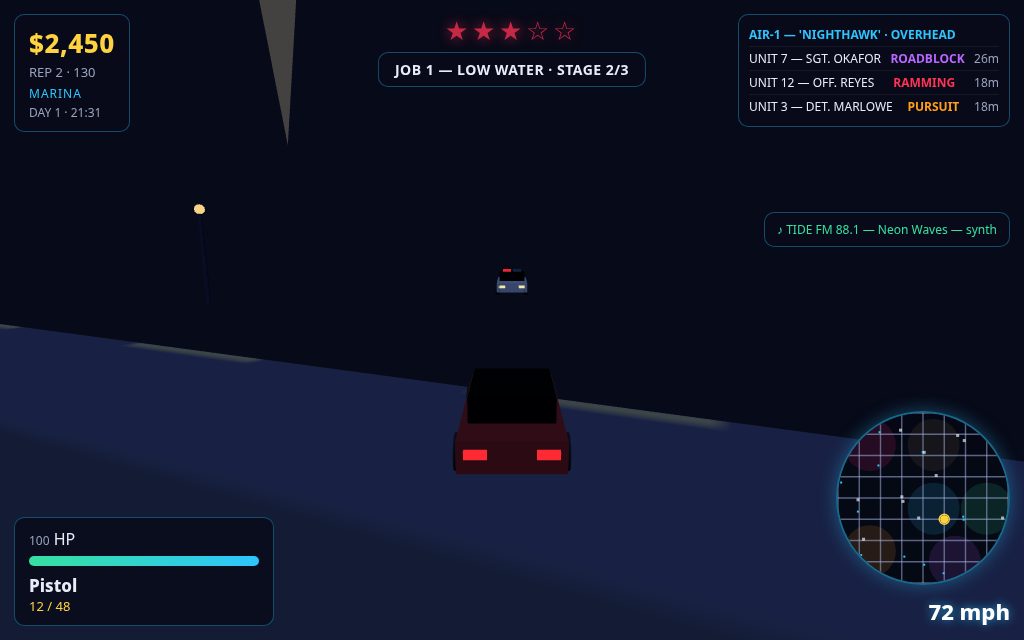 $2,450
REP 2 · 130
MARINA
DAY 1 · 21:31
★★★☆☆
JOB 1 — LOW WATER · STAGE 2/3
AIR-1 — 'NIGHTHAWK' · OVERHEAD
UNIT 7 — SGT. OKAFOR ROADBLOCK 26m
UNIT 12 — OFF. REYES RAMMING 18m
UNIT 3 — DET. MARLOWE PURSUIT 18m
♪ TIDE FM 88.1 — Neon Waves — synth
100 HP
Pistol
12 / 48
72 mph